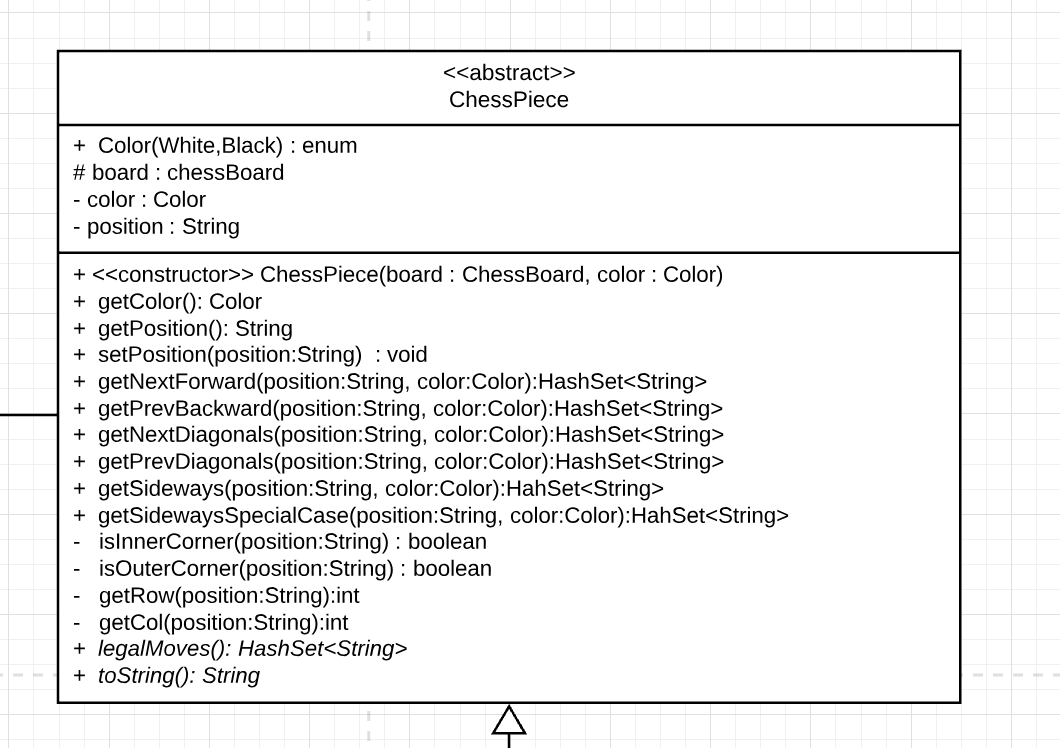 <<abstract>>
ChessPiece
+ Color(White,Black) : enum
# board : chessBoard
- color : Color
- position : String
+ <<constructor>> ChessPiece(board : ChessBoard, color : Color)
+ getColor(): Color
+ getPosition(): String
+ setPosition(position:String) : void
+ getNextForward(position:String, color:Color):HashSet<String>
+ getPrevBackward(position:String, color:Color):HashSet<String>
+ getNextDiagonals(position:String, color:Color):HashSet<String>
+ getPrevDiagonals(position:String, color:Color):HashSet<String>
+ getSideways(position:String, color:Color):HahSet<String>
+ getSidewaysSpecialCase(position:String, color:Color):HahSet<String>
- isInnerCorner(position:String) : boolean
- isOuterCorner(position:String) : boolean
- getRow(position:String):int
- getCol(position:String):int
+ legalMoves(): HashSet<String>
+ toString(): String